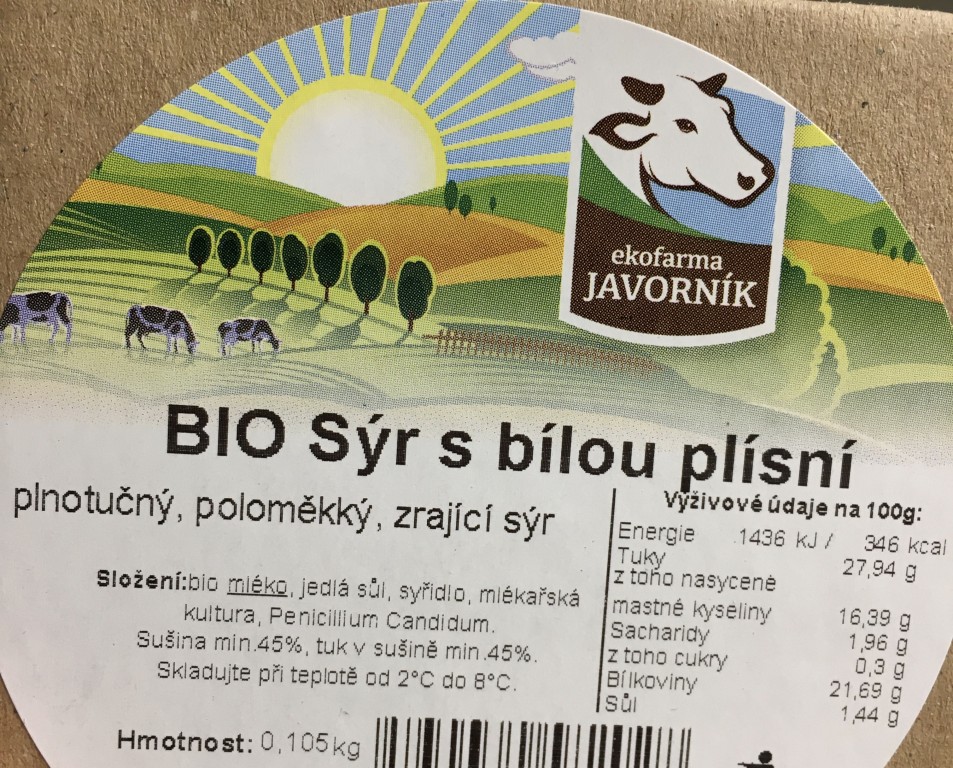 ekofarma
JAVORNÍK
BIO Sýr s bílou plísní
plnotučný, poloměkký, zrající sýr
Složení:bio mléko, jedlá sůl, syřidlo, mlékařská
kultura, Penicillium Candidum.
Sušina min.45%, tuk v sušině min.45%.
Skladujte při teplotě od 2°C do 8°C.
Hmotnost: 0,105kg
Výživové údaje na 100g:
Energie 1436 kJ / 346 kcal
Tuky 27,94 g
z toho nasycené
mastné kyseliny 16,39 g
Sacharidy 1,96 g
z toho cukry 0,3 g
Bílkoviny 21,69 g
Sůl 1,44 g